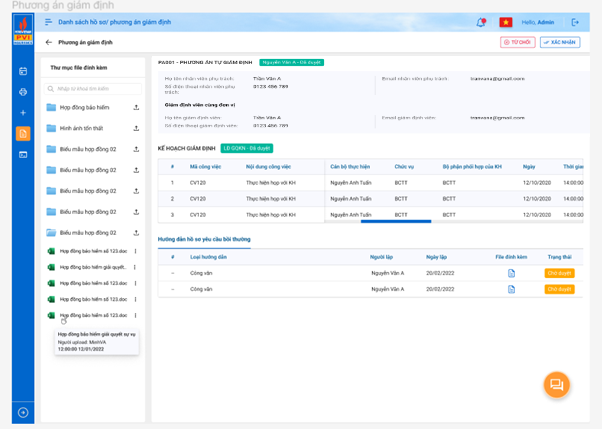 Phương án giám định
Danh sách hồ sơ/ phương án giám định
Hello, Admin
PVI
Phương án giám định
TỪ CHỐI
XÁC NHẬN
Thư mục file đính kèm
Nhập từ khoá tìm kiếm
Hợp đồng bảo hiểm
Hình ảnh tổn thất
Biểu mẫu hợp đồng 02
Biểu mẫu hợp đồng 02
Biểu mẫu hợp đồng 02
Biểu mẫu hợp đồng 02
Biểu mẫu hợp đồng 02
Hợp đồng bảo hiểm số 123.doc
Hợp đồng bảo hiểm giải quyết..
Hợp đồng bảo hiểm số 123.doc
Hợp đồng bảo hiểm số 123.doc
Hợp đồng bảo hiểm số 123.doc
Hợp đồng bảo hiểm giải quyết sự vụ
Người upload: MinhVA
12:00:00 12/01/2022
PA001 - PHƯƠNG ÁN TỰ GIÁM ĐỊNH Nguyễn Văn A - Đã duyệt
Họ tên nhân viên phụ trách: Trần Văn A Email nhân viên phụ trách: tranvana@gmail.com
Số điện thoại nhân viên phụ trách: 0123 456 789
Giám định viên cùng đơn vị
Họ tên giám định viên: Trần Văn A Email giám định viên: tranvana@gmail.com
Số điện thoại giám định viên: 0123 456 789
KẾ HOẠCH GIÁM ĐỊNH LĐ GQKN - Đã duyệt
# Mã công việc Nội dung công việc Cán bộ thực hiện Chức vụ Bộ phận phối hợp của KH Ngày Thời gian
1 CV120 Thực hiện họp với KH Nguyễn Anh Tuấn BCTT BCTT 12/10/2020 14:00:00
2 CV120 Thực hiện họp với KH Nguyễn Anh Tuấn BCTT BCTT 12/10/2020 14:00:00
3 CV120 Thực hiện họp với KH Nguyễn Anh Tuấn BCTT BCTT 12/10/2020 14:00:00
Hướng dẫn hồ sơ yêu cầu bồi thường
# Loại hướng dẫn Người lập Ngày lập File đính kèm Trạng thái
-- Công văn Nguyễn Văn A 20/02/2022 Chờ duyệt
-- Công văn Nguyễn Văn A 20/02/2022 Chờ duyệt